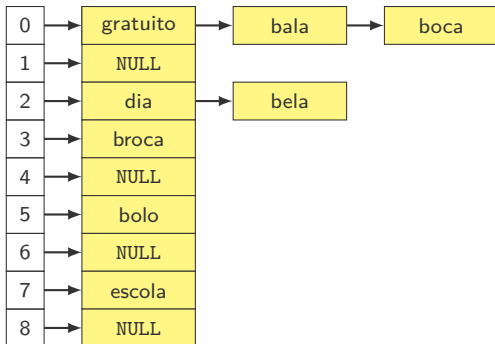 0 gratuito bala boca
1 NULL
2 dia bela
3 broca
4 NULL
5 bolo
6 NULL
7 escola
8 NULL